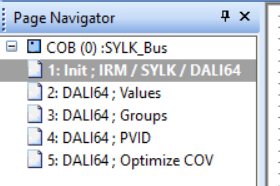 Page Navigator
COB (0) :SYLK_Bus
1: Init ; IRM / SYLK / DALI64
2: DALI64 ; Values
3: DALI64 ; Groups
4: DALI64 ; PVID
5: DALI64 ; Optimize COV